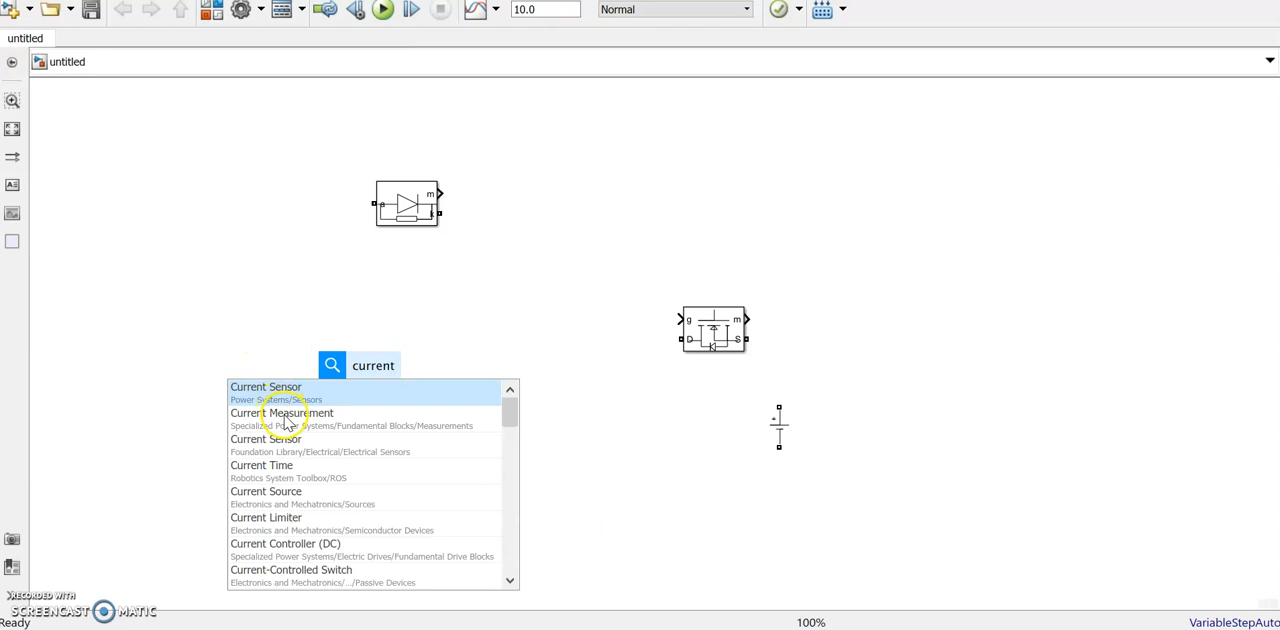 10.0
Normal
untitled
untitled
a
m
k
g
m
D
S
+
current
Current Sensor
Power Systems/Sensors
Current Measurement
Specialized Power Systems/Fundamental Blocks/Measurements
Current Sensor
Foundation Library/Electrical/Electrical Sensors
Current Time
Robotics System Toolbox/ROS
Current Source
Electronics and Mechatronics/Sources
Current Limiter
Electronics and Mechatronics/Semiconductor Devices
Current Controller (DC)
Specialized Power Systems/Electric Drives/Fundamental Drive Blocks
Current-Controlled Switch
Electronics and Mechatronics/.../Passive Devices
RECORDED WITH
SCREENCAST MATIC
Ready
100%
VariableStepAuto